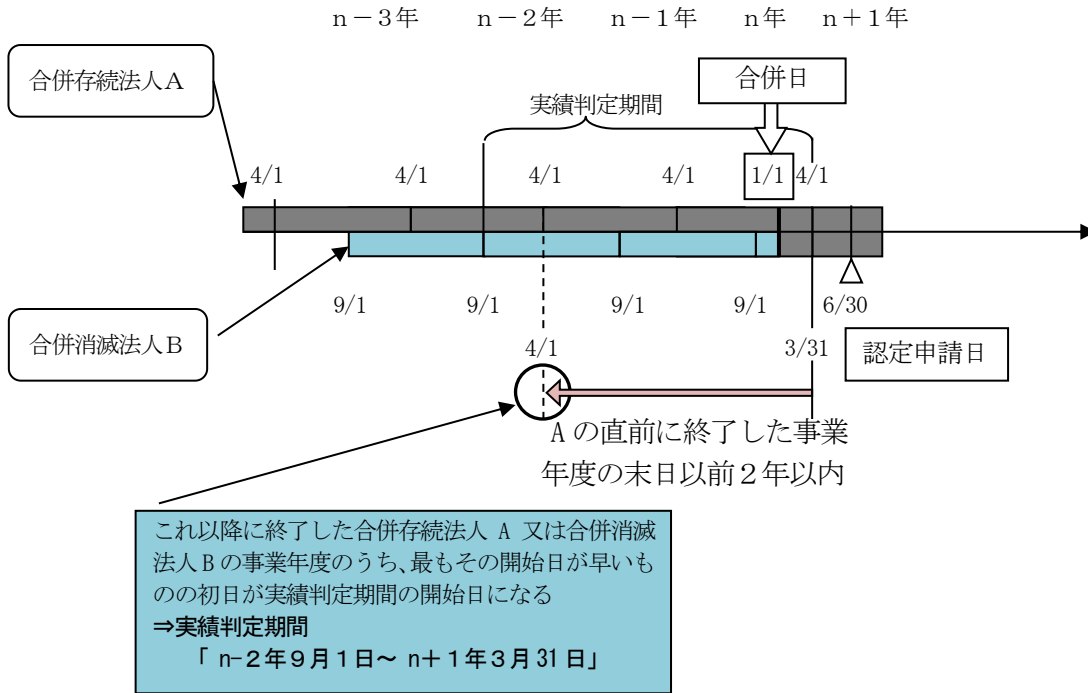 n－3年 n－2年 n－1年 n年 n＋1年
合併存続法人A
合併日
実績判定期間
4/1 4/1 4/1 4/1 1/1 4/1
9/1 9/1 9/1 9/1 6/30
合併消滅法人B
4/1 3/31 認定申請日
A の直前に終了した事業
年度の末日以前２年以内
これ以降に終了した合併存続法人 A 又は合併消滅
法人Bの事業年度のうち、最もその開始日が早いも
のの初日が実績判定期間の開始日になる
⇒実績判定期間
「 n-２年９月１日～ n＋１年３月31日」